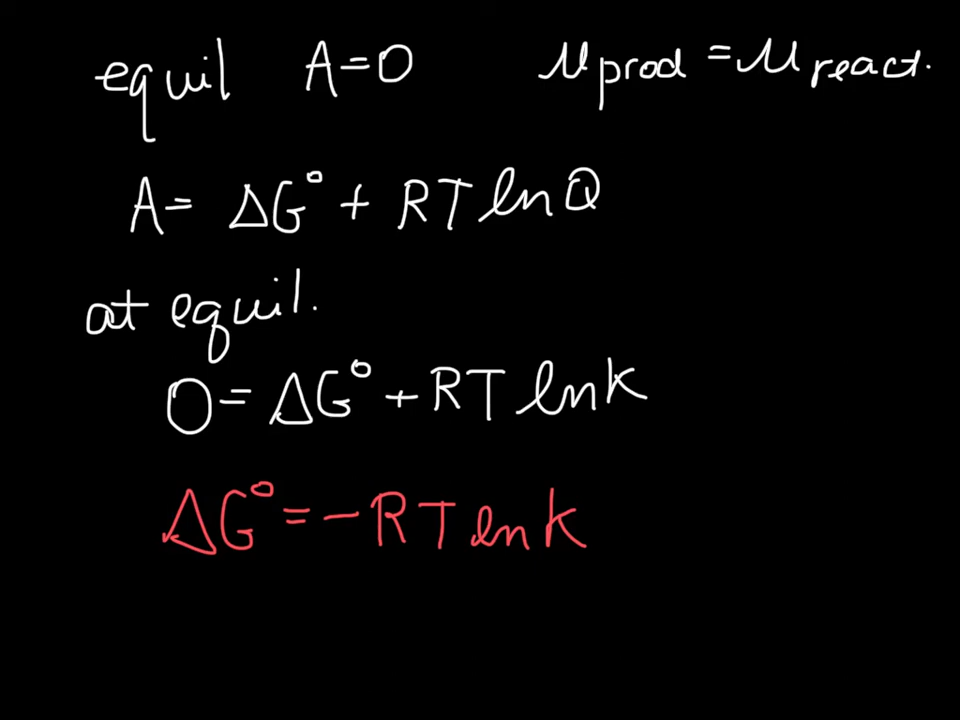 equil A=0 μprod = μreact.
A= ΔG° + RT ln Q
at equil.
0= ΔG° + RT ln k
ΔG° = - RT ln k